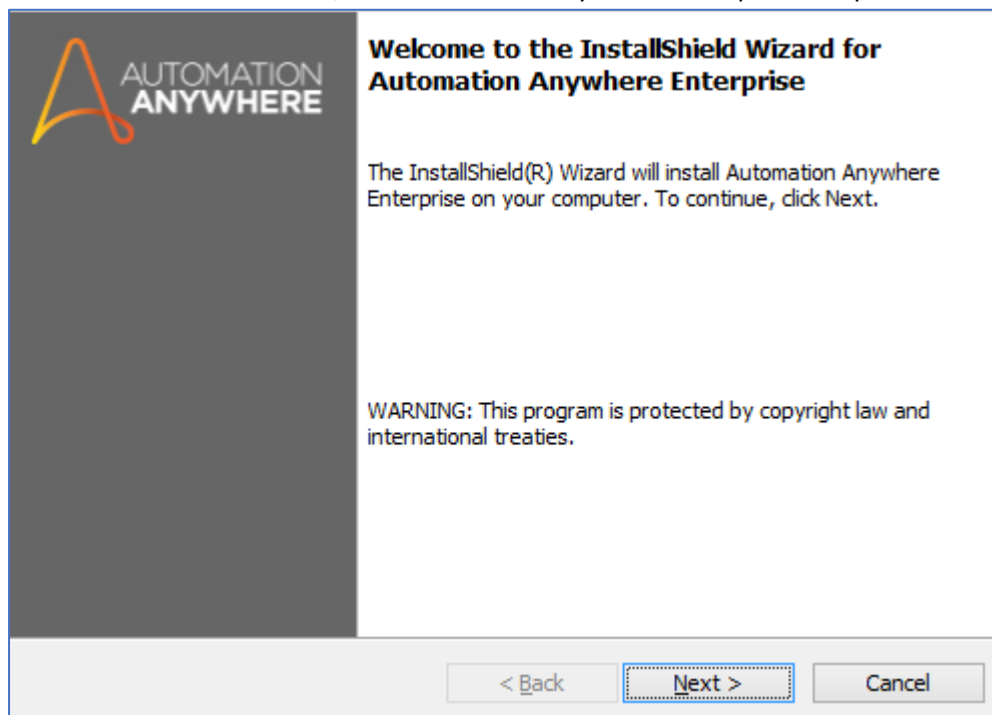 AUTOMATION
ANYWHERE
Welcome to the InstallShield Wizard for
Automation Anywhere Enterprise
The InstallShield(R) Wizard will install Automation Anywhere
Enterprise on your computer. To continue, click Next.
WARNING: This program is protected by copyright law and
international treaties.
< Back
Next >
Cancel